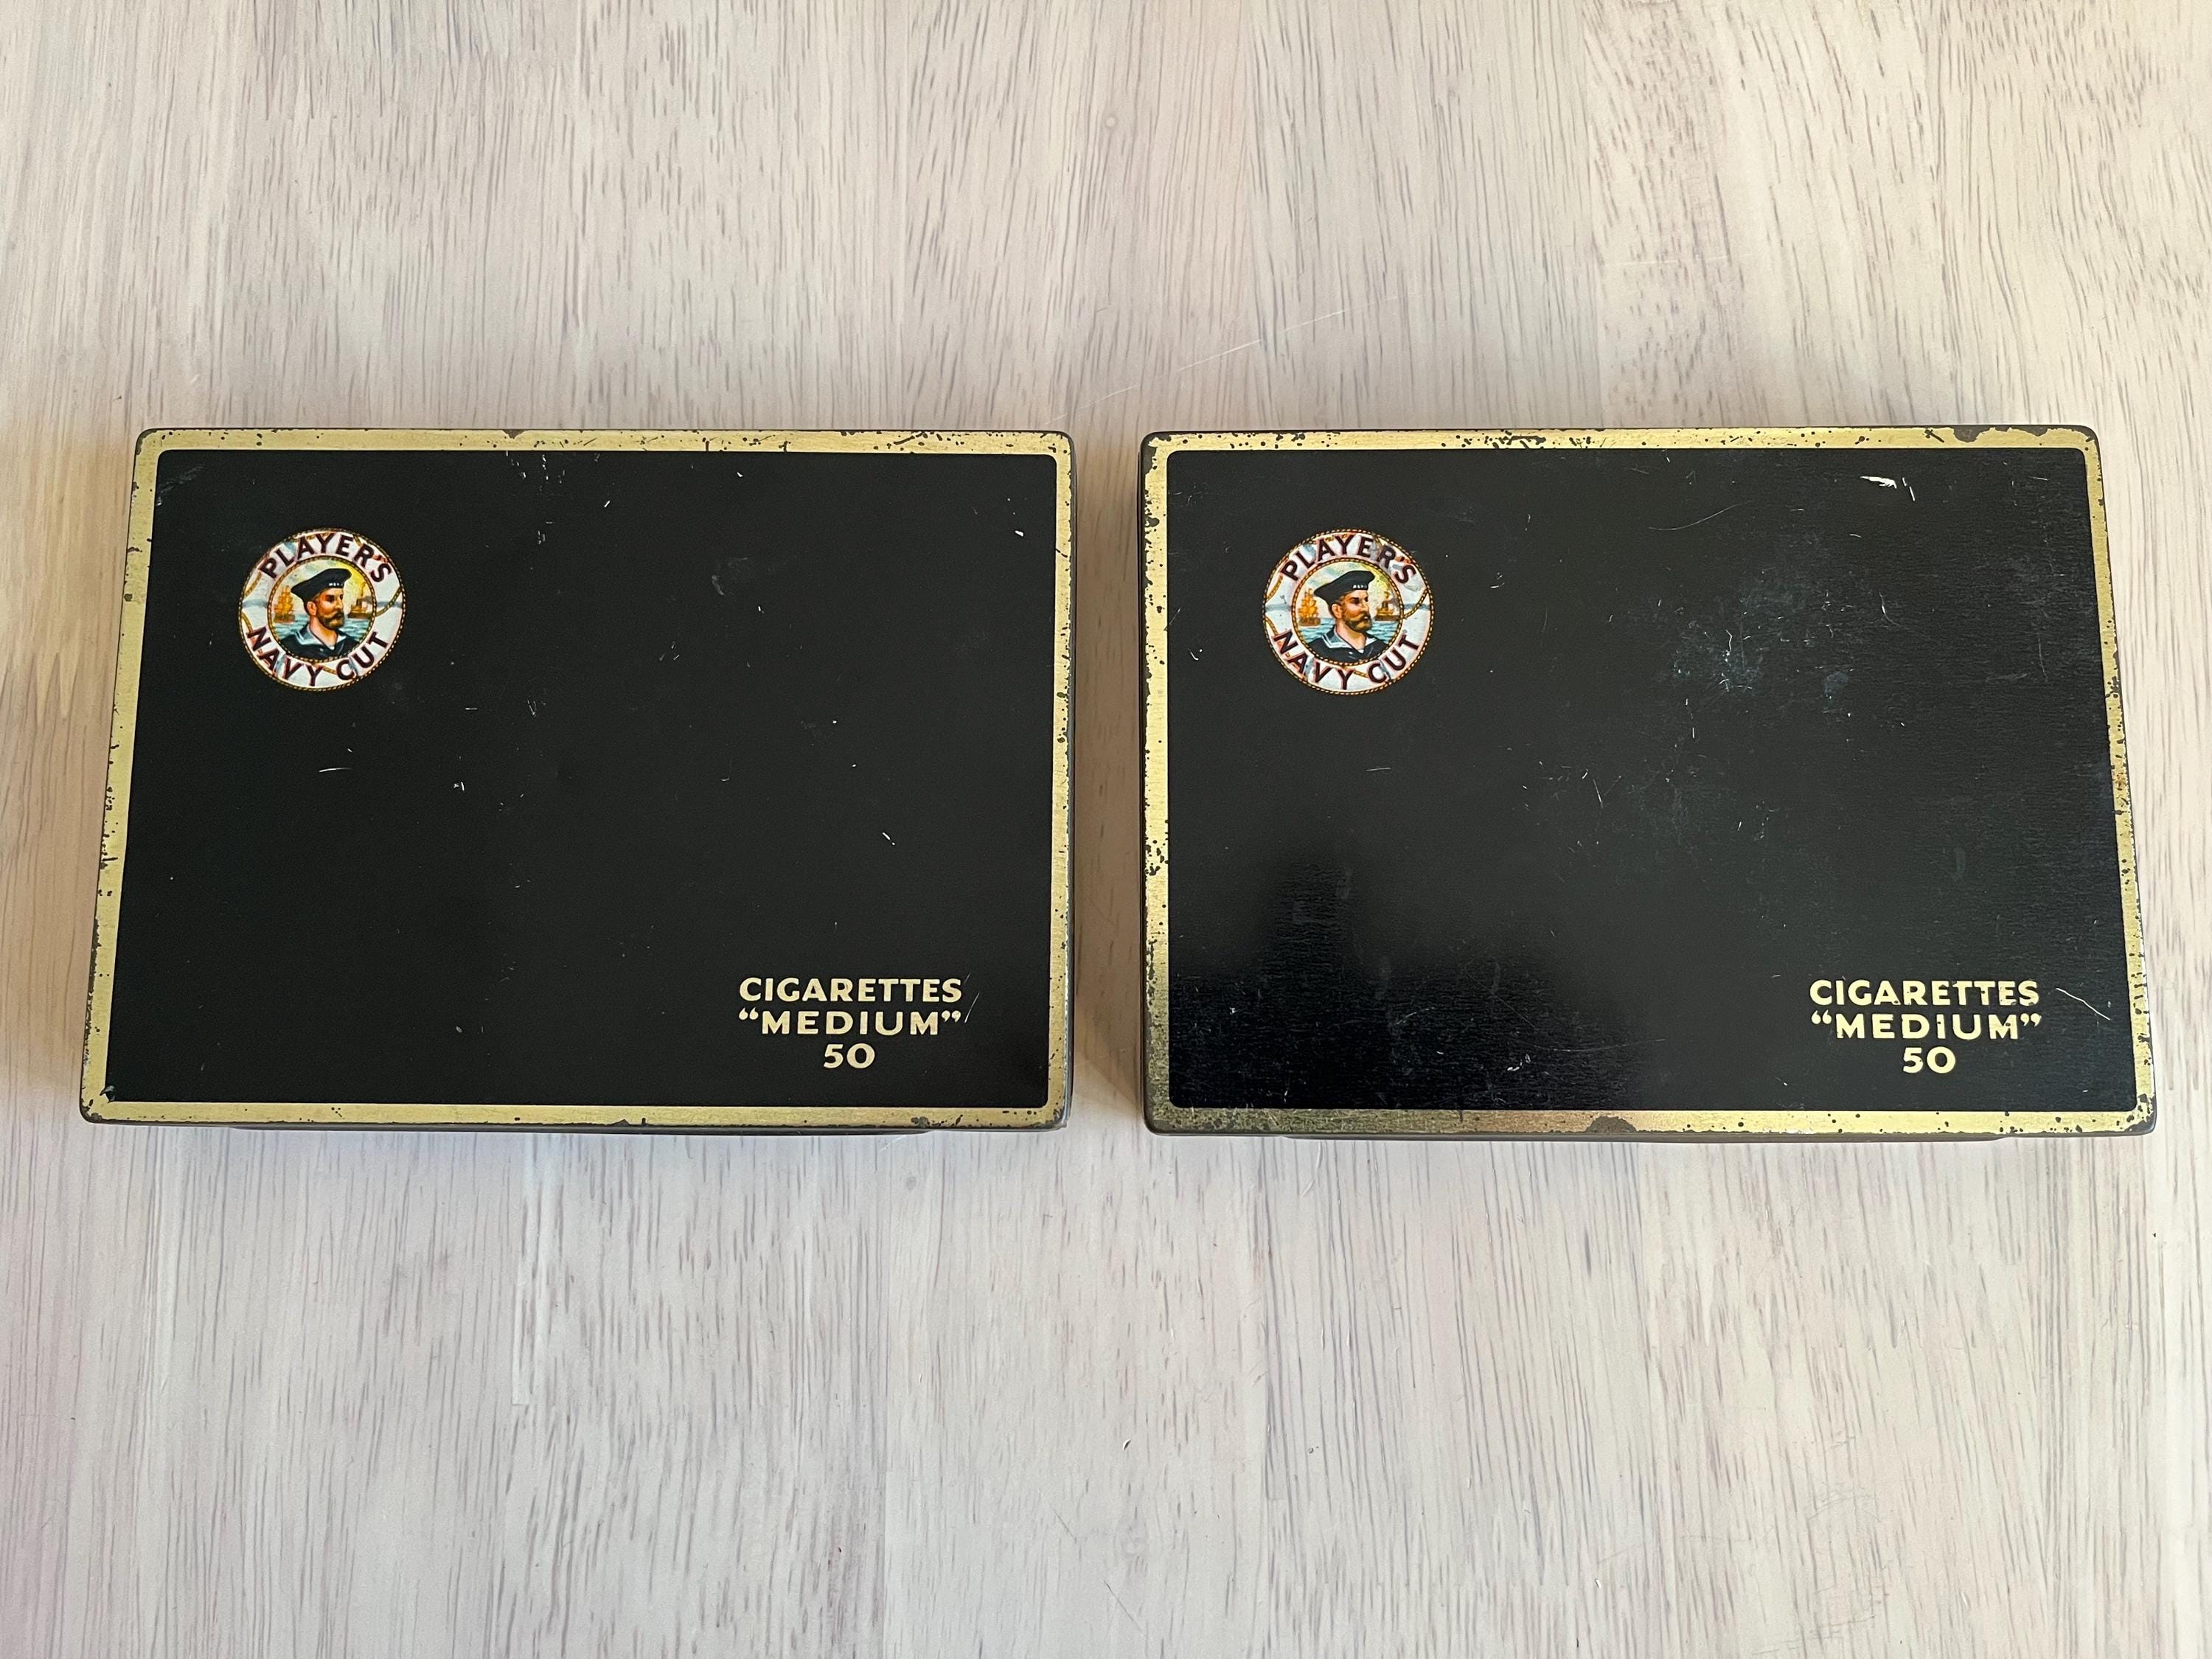 PLAYER'S
NAVY CUT
CIGARETTES
“MEDIUM”
50
PLAYER'S
NAVY CUT
CIGARETTES
“MEDIUM”
50